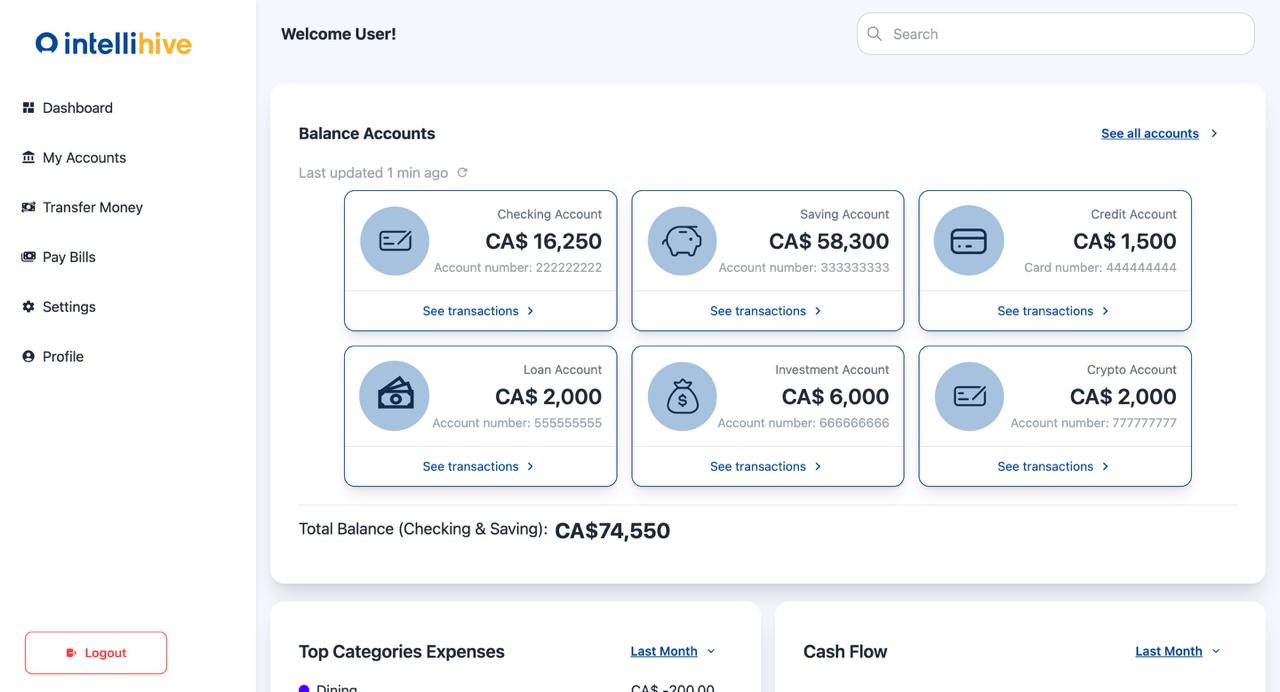 intellihive
Dashboard
My Accounts
Transfer Money
Pay Bills
Settings
Profile
Logout
Welcome User!
Search
Balance Accounts
See all accounts
Last updated 1 min ago
Checking Account
CA$ 16,250
Account number: 222222222
See transactions
Saving Account
CA$ 58,300
Account number: 333333333
See transactions
Credit Account
CA$ 1,500
Card number: 444444444
See transactions
Loan Account
CA$ 2,000
Account number: 555555555
See transactions
Investment Account
CA$ 6,000
Account number: 666666666
See transactions
Crypto Account
CA$ 2,000
Account number: 777777777
See transactions
Total Balance (Checking & Saving): CA$74,550
Top Categories Expenses
Last Month
Dining
CA$ -200.00
Cash Flow
Last Month